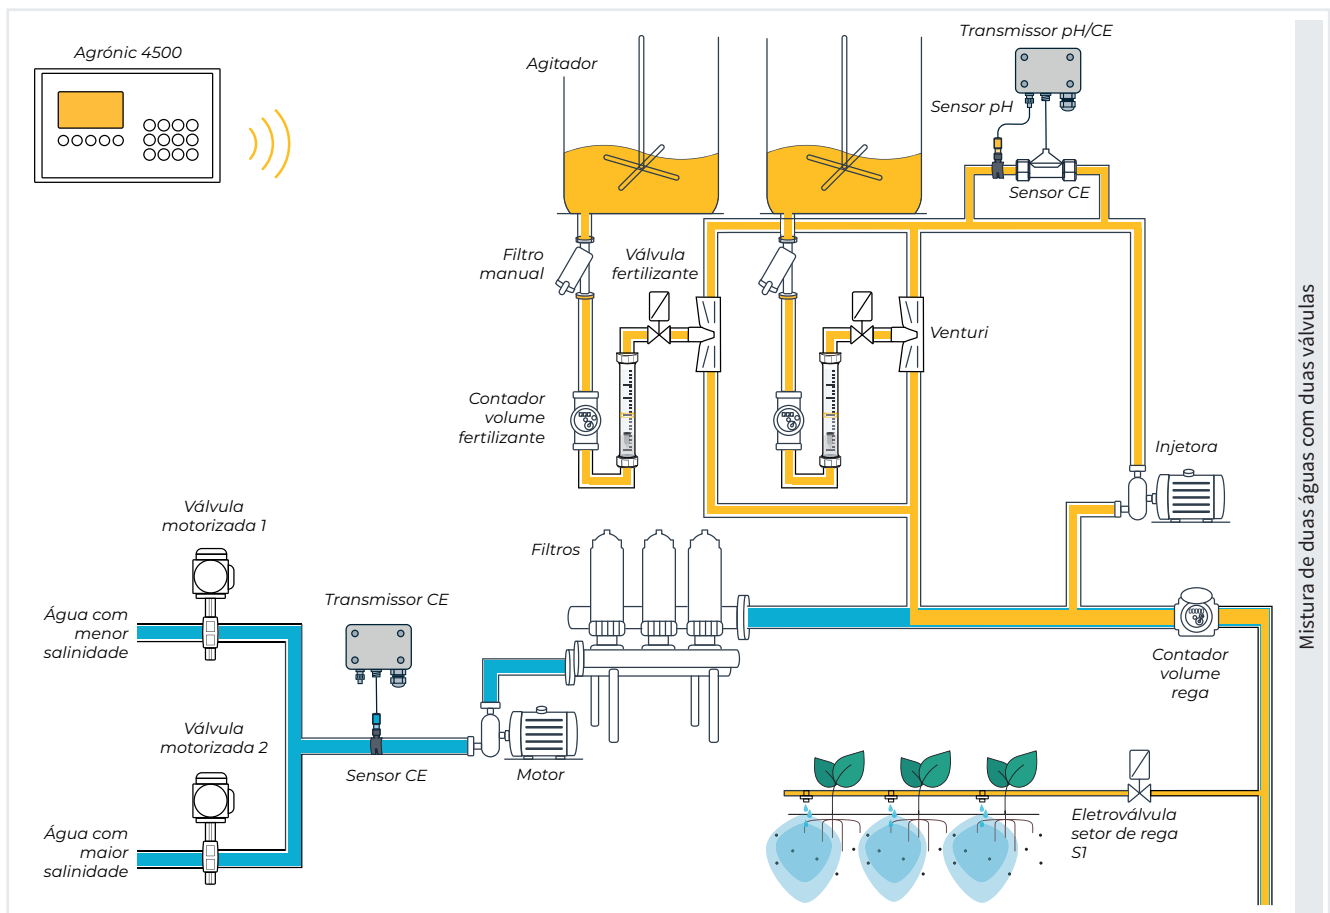 Agrónic 4500
Agitador
Transmissor pH/CE
Sensor pH
Sensor CE
Filtro
manual
Válvula
fertilizante
Venturi
Contador
volume
fertilizante
Injetora
Válvula
motorizada 1
Filtros
Água com
menor
salinidade
Transmissor CE
Contador
volume
rega
Válvula
motorizada 2
Sensor CE
Motor
Água com
maior
salinidade
Eletroválvula
setor de rega
S1
Mistura de duas águas com duas válvulas